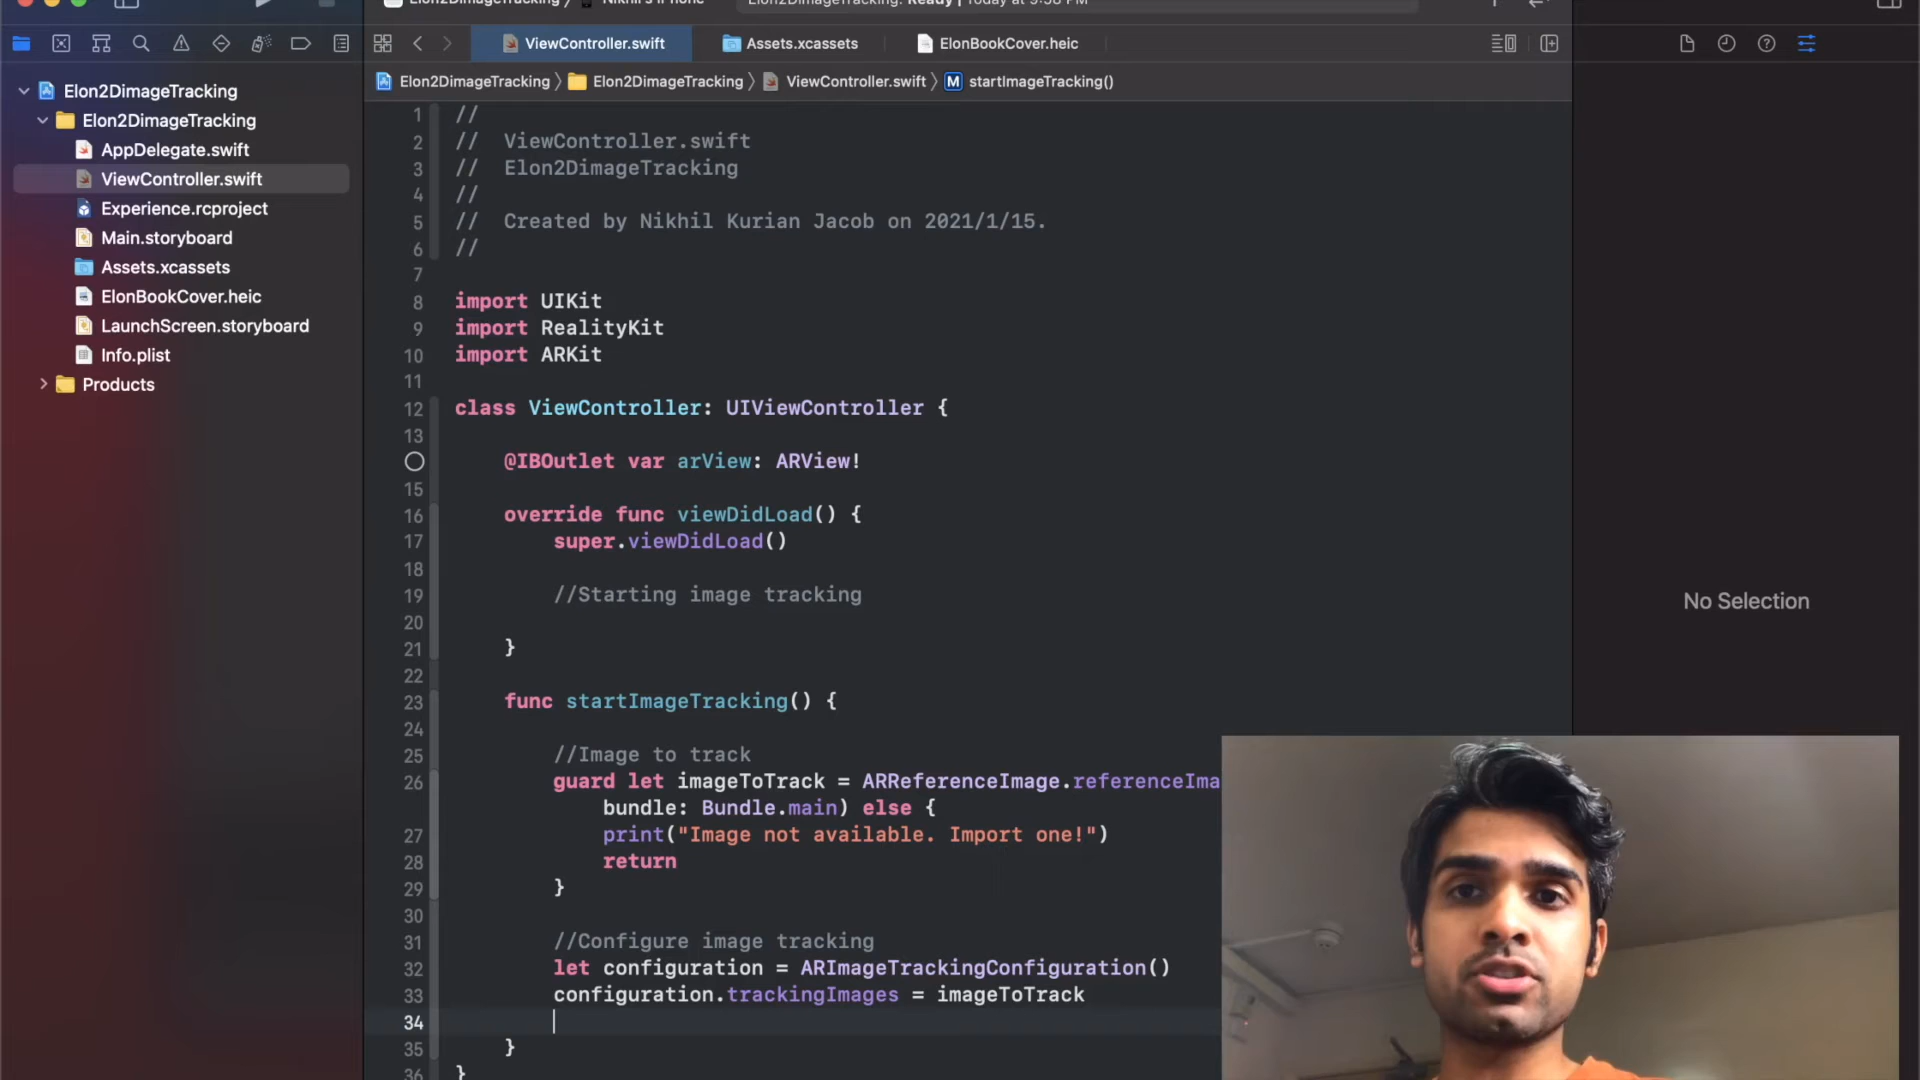 ViewController.swift
Assets.xcassets
ElonBookCover.heic
Elon2DimageTracking
Elon2DimageTracking
ViewController.swift
M
startImageTracking()
Elon2DimageTracking
Elon2DimageTracking
AppDelegate.swift
ViewController.swift
Experience.rcproject
Main.storyboard
Assets.xcassets
ElonBookCover.heic
LaunchScreen.storyboard
Info.plist
Products
1 //
2 // ViewController.swift
3 // Elon2DimageTracking
4 //
5 // Created by Nikhil Kurian Jacob on 2021/1/15.
6 //
7
8 import UIKit
9 import RealityKit
10 import ARKit
11
12 class ViewController: UIViewController {
13
@IBOutlet var arView: ARView!
15
16 override func viewDidLoad() {
17 super.viewDidLoad()
18
19 //Starting image tracking
20
21 }
22
23 func startImageTracking() {
24
25 //Image to track
26 guard let imageToTrack = ARReferenceImage.referenceIma
bundle: Bundle.main) else {
27 print("Image not available. Import one!")
28 return
29 }
30
31 //Configure image tracking
32 let configuration = ARImageTrackingConfiguration()
33 configuration.trackingImages = imageToTrack
34
35 }
36 }
No Selection